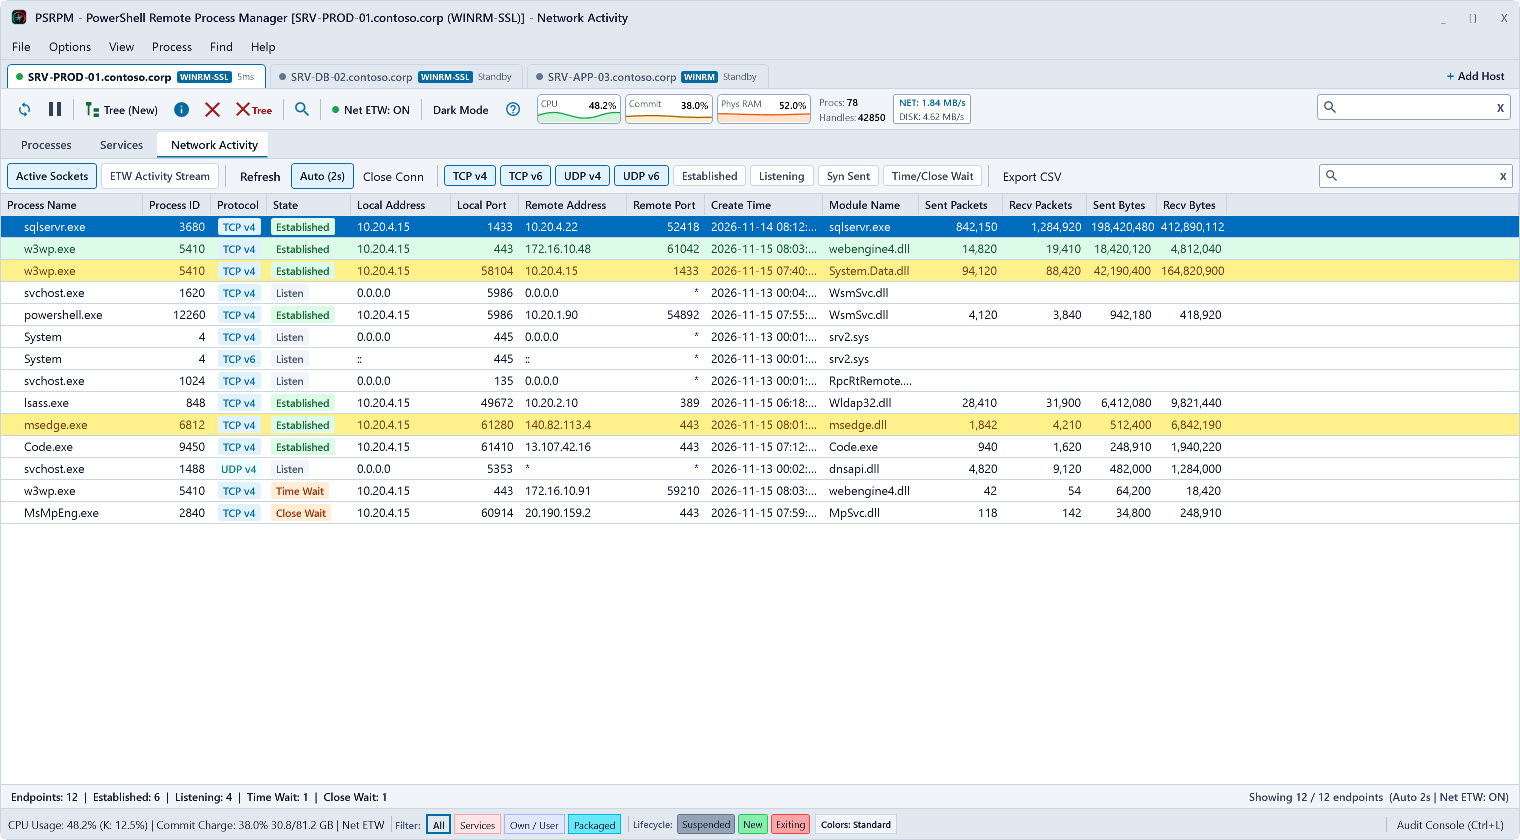 PSRPM - PowerShell Remote Process Manager [SRV-PROD-01.contoso.corp (WINRM-SSL)] - Network Activity
File Options View Process Find Help
SRV-PROD-01.contoso.corp WINRM-SSL 5ms SRV-DB-02.contoso.corp WINRM-SSL Standby SRV-APP-03.contoso.corp WINRM Standby + Add Host
Tree (New) Tree Net ETW: ON Dark Mode CPU 48.2% Commit 38.0% Phys RAM 52.0% Procs: 78 NET: 1.84 MB/s X
Handles: 42850 DISK: 4.62 MB/s
Processes Services Network Activity
Active Sockets ETW Activity Stream Refresh Auto (2s) Close Conn TCP v4 TCP v6 UDP v4 UDP v6 Established Listening Syn Sent Time/Close Wait Export CSV x
Process Name Process ID Protocol State Local Address Local Port Remote Address Remote Port Create Time Module Name Sent Packets Recv Packets Sent Bytes Recv Bytes
sqlservr.exe 3680 TCP v4 Established 10.20.4.15 1433 10.20.4.22 52418 2026-11-14 08:12:... sqlservr.exe 842,150 1,284,920 198,420,480 412,890,112
w3wp.exe 5410 TCP v4 Established 10.20.4.15 443 172.16.10.48 61042 2026-11-15 08:03:... webengine4.dll 14,820 19,410 18,420,120 4,812,040
w3wp.exe 5410 TCP v4 Established 10.20.4.15 58104 10.20.4.15 1433 2026-11-15 07:40:... System.Data.dll 94,120 88,420 42,190,400 164,820,900
svchost.exe 1620 TCP v4 Listen 0.0.0.0 5986 0.0.0.0 * 2026-11-13 00:04:... WsmSvc.dll
powershell.exe 12260 TCP v4 Established 10.20.4.15 5986 10.20.1.90 54892 2026-11-15 07:55:... WsmSvc.dll 4,120 3,840 942,180 418,920
System 4 TCP v4 Listen 0.0.0.0 445 0.0.0.0 * 2026-11-13 00:01:... srv2.sys
System 4 TCP v6 Listen :: 445 :: * 2026-11-13 00:01:... srv2.sys
svchost.exe 1024 TCP v4 Listen 0.0.0.0 135 0.0.0.0 * 2026-11-13 00:01:... RpcRtRemote....
lsass.exe 848 TCP v4 Established 10.20.4.15 49672 10.20.2.10 389 2026-11-15 06:18:... Wldap32.dll 28,410 31,900 6,412,080 9,821,440
msedge.exe 6812 TCP v4 Established 10.20.4.15 61280 140.82.113.4 443 2026-11-15 08:01:... msedge.dll 1,842 4,210 512,400 6,842,190
Code.exe 9450 TCP v4 Established 10.20.4.15 61410 13.107.42.16 443 2026-11-15 07:12:... Code.exe 940 1,620 248,910 1,940,220
svchost.exe 1488 UDP v4 Listen 0.0.0.0 5353 * * 2026-11-13 00:02:... dnsapi.dll 4,820 9,120 482,000 1,284,000
w3wp.exe 5410 TCP v4 Time Wait 10.20.4.15 443 172.16.10.91 59210 2026-11-15 08:03:... webengine4.dll 42 54 64,200 18,420
MsMpEng.exe 2840 TCP v4 Close Wait 10.20.4.15 60914 20.190.159.2 443 2026-11-15 07:59:... MpSvc.dll 118 142 34,800 248,910
Endpoints: 12 | Established: 6 | Listening: 4 | Time Wait: 1 | Close Wait: 1 Showing 12 / 12 endpoints (Auto 2s | Net ETW: ON)
CPU Usage: 48.2% (K: 12.5%) | Commit Charge: 38.0% 30.8/81.2 GB | Net ETW Filter: All Services Own / User Packaged Lifecycle: Suspended New Exiting Colors: Standard Audit Console (Ctrl+L)